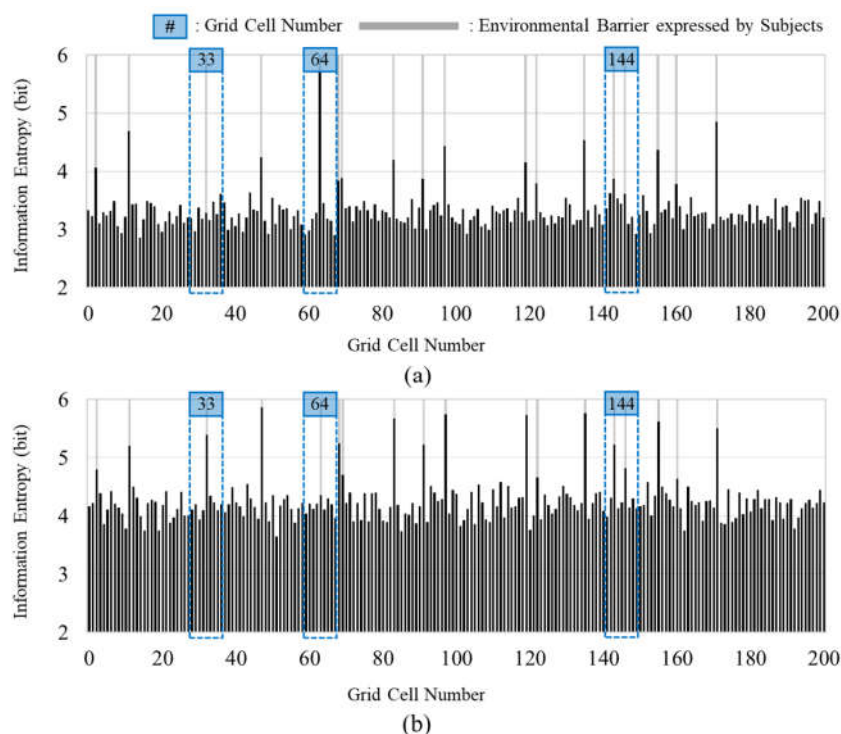 # : Grid Cell Number : Environmental Barrier expressed by Subjects
6
33
64
144
5
4
3
2
Information Entropy (bit)
0 20 40 60 80 100 120 140 160 180 200
Grid Cell Number
(a)
6
33
64
144
5
4
3
2
Information Entropy (bit)
0 20 40 60 80 100 120 140 160 180 200
Grid Cell Number
(b)